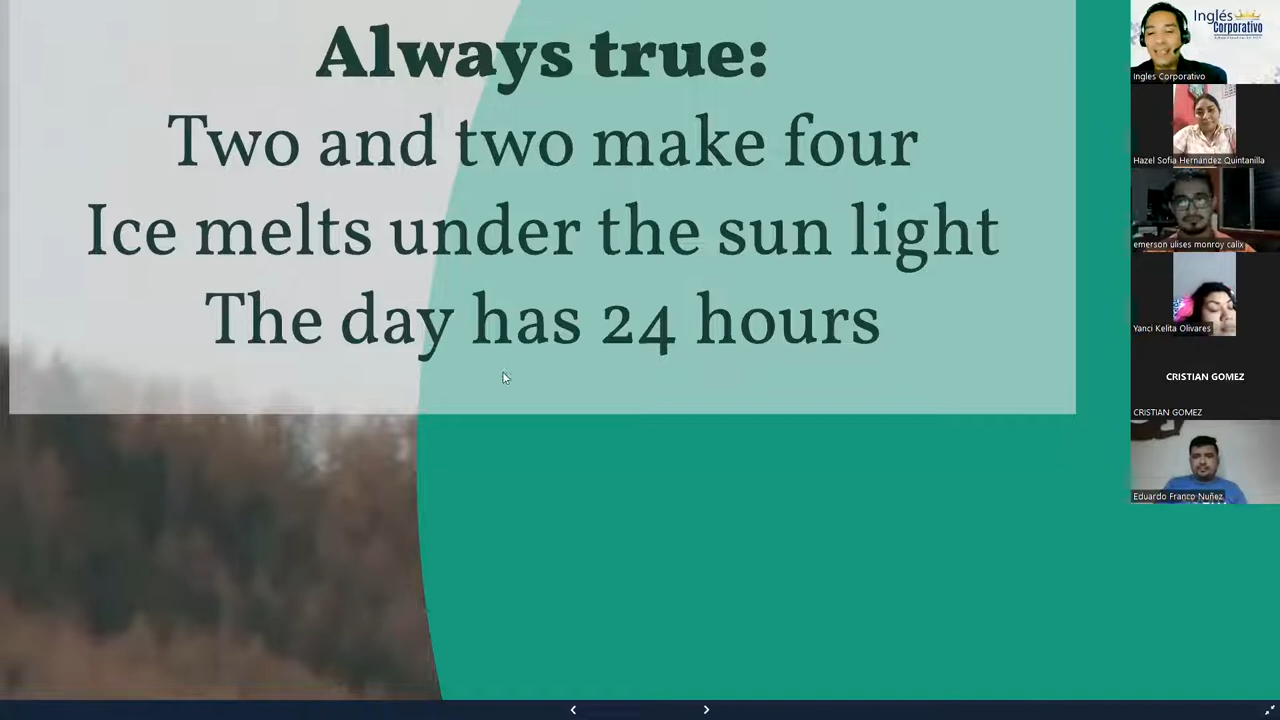 Always true:
Two and two make four
Ice melts under the sun light
The day has 24 hours
Inglés
Corporativo
Ingles Corporativo
Hazel Sofia Hernández Quintanilla
emerson ulises monroy calix
Yanci Kelita Olivares
CRISTIAN GOMEZ
CRISTIAN GOMEZ
Eduardo Franco Nuñez